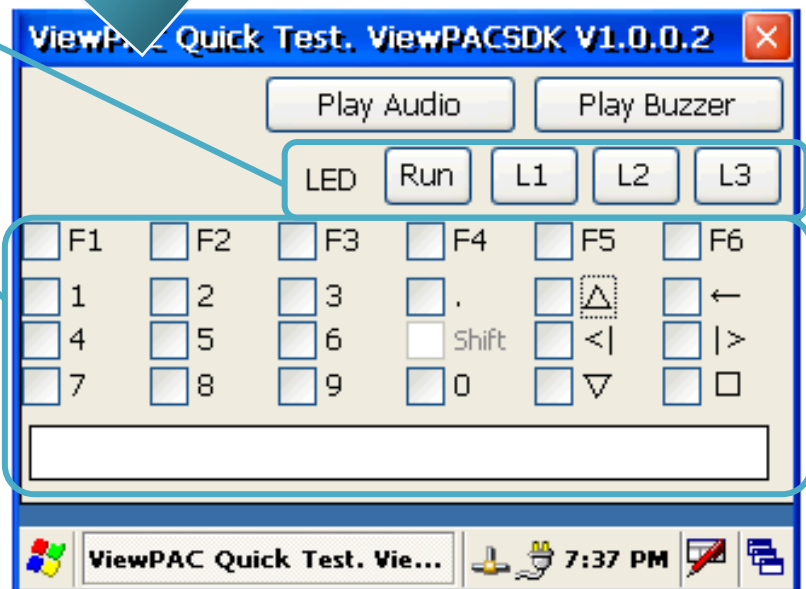 ViewPAC Quick Test. ViewPACSDK V1.0.0.2
Play Audio Play Buzzer
LED Run L1 L2 L3
F1 F2 F3 F4 F5 F6
1 2 3 . △ ←
4 5 6 Shift <| |>
7 8 9 0 ▽ □
ViewPAC Quick Test. Vie... 7:37 PM